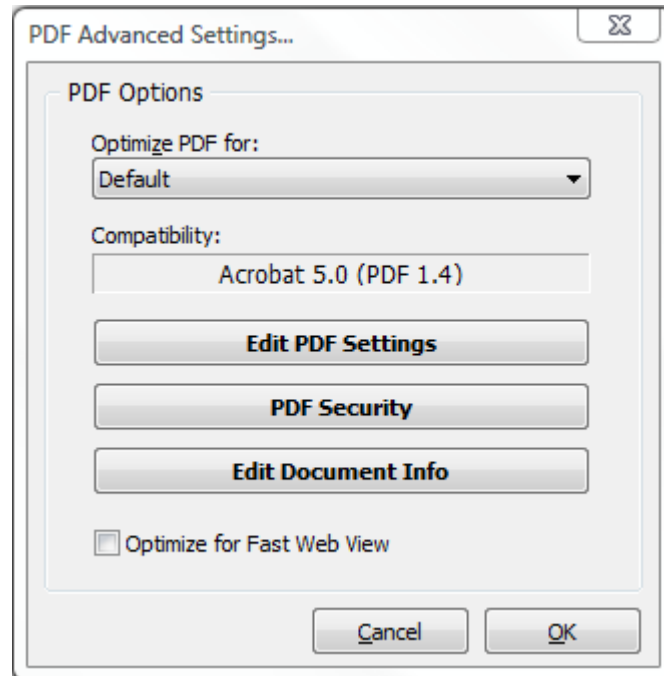 PDF Advanced Settings...
PDF Options
Optimize PDF for:
Default
Compatibility:
Acrobat 5.0 (PDF 1.4)
Edit PDF Settings
PDF Security
Edit Document Info
Optimize for Fast Web View
Cancel
OK